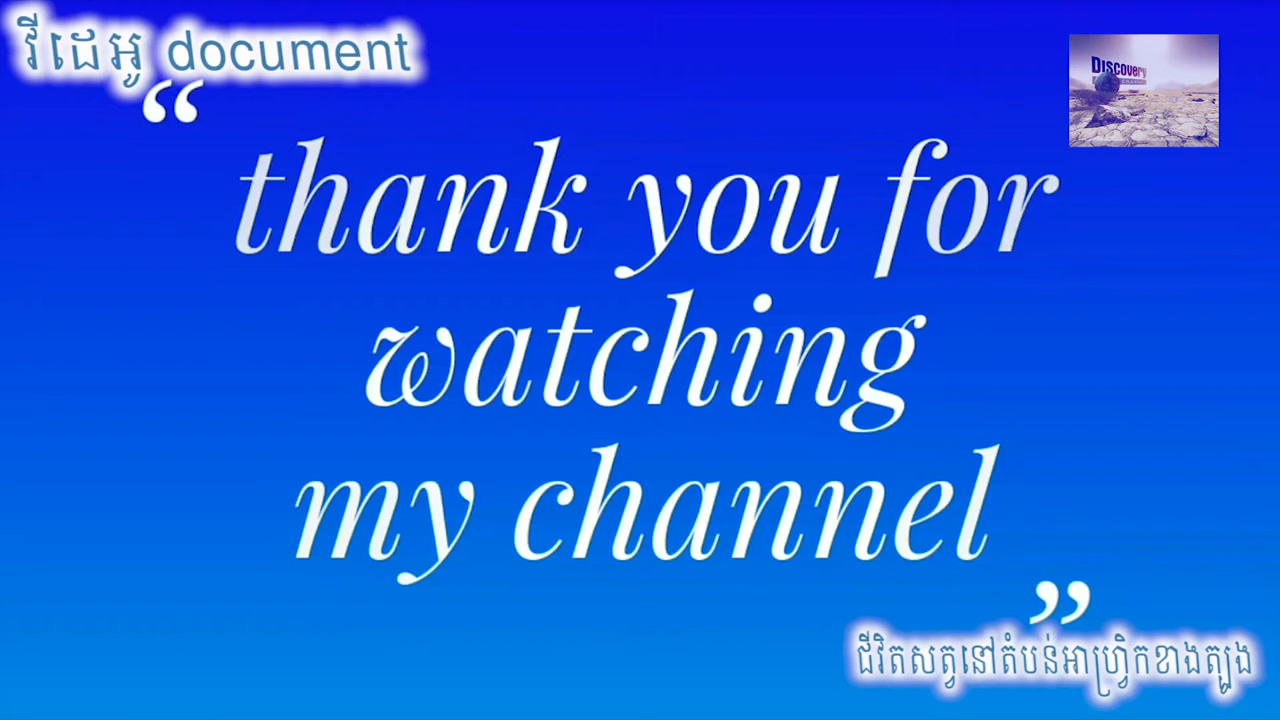 វីដេអូ document
Discovery
CHANNEL
“
thank you for
watching
my channel
”
ជីវិតសត្វនៅតំបន់អាហ្វ្រិកខាងត្បូង